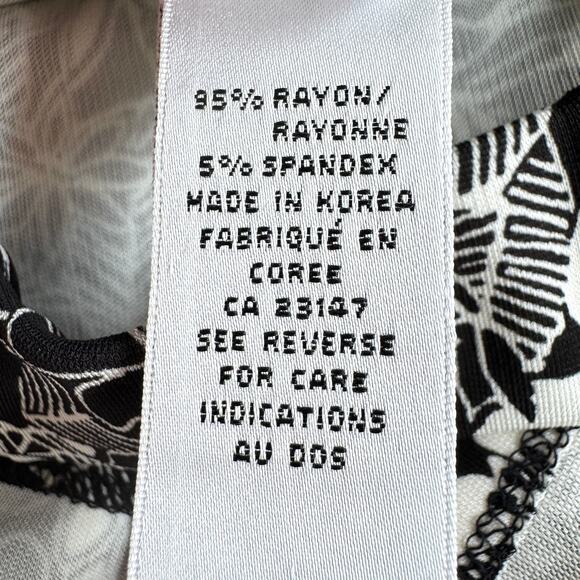 95% RAYON/
RAYONNE
5% SPANDEX
MADE IN KOREA
FABRIQUÉ EN
COREE
CA 23147
SEE REVERSE
FOR CARE
INDICATIONS
AU DOS